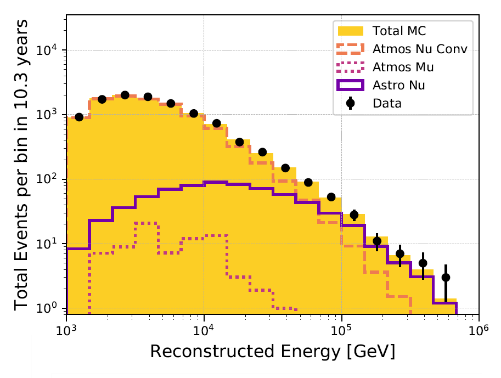 Total Events per bin in 10.3 years
10⁴
10³
10²
10¹
10⁰
Total MC
Atmos Nu Conv
Atmos Mu
Astro Nu
Data
10³ 10⁴ 10⁵ 10⁶
Reconstructed Energy [GeV]